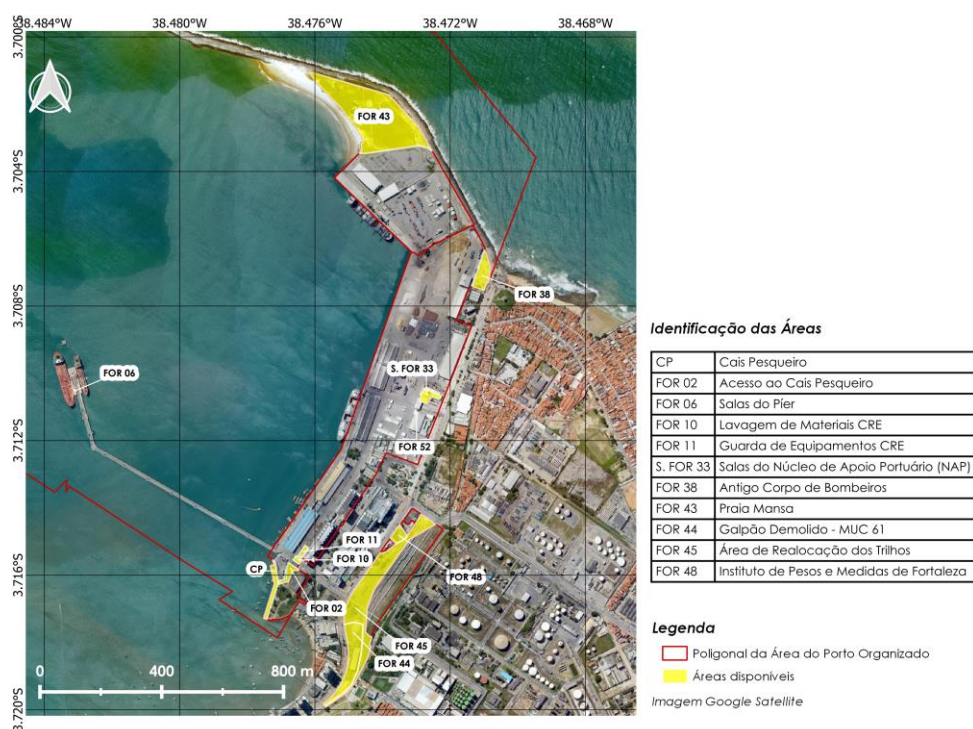 38.484°W 38.480°W 38.476°W 38.472°W 38.468°W
3.7008°S
FOR 43
3.704°S
FOR 38
3.708°S
FOR 06
S. FOR 33
3.712°S
FOR 52
FOR 11
CP
FOR 10
3.716°S
FOR 48
FOR 02
FOR 45
FOR 44
0 400 800 m
3.720°S
Identificação das Áreas
CP Cais Pesqueiro
FOR 02 Acesso ao Cais Pesqueiro
FOR 06 Salas do Píer
FOR 10 Lavagem de Materiais CRE
FOR 11 Guarda de Equipamentos CRE
S. FOR 33 Salas do Núcleo de Apoio Portuário (NAP)
FOR 38 Antigo Corpo de Bombeiros
FOR 43 Praia Mansa
FOR 44 Galpão Demolido - MUC 61
FOR 45 Área de Realocação dos Trilhos
FOR 48 Instituto de Pesos e Medidas de Fortaleza
Legenda
Poligonal da Área do Porto Organizado
Áreas disponíveis
Imagem Google Satellite